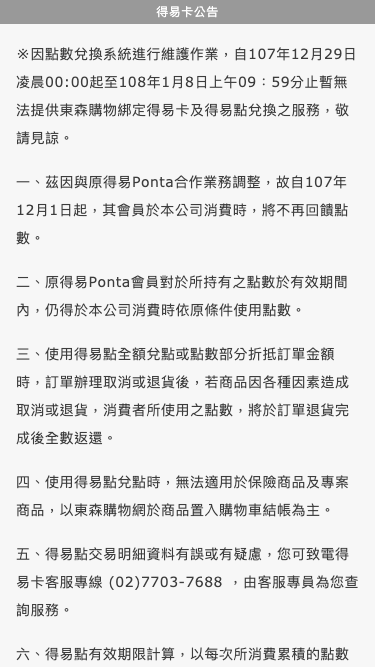 得易卡公告
※因點數兌換系統進行維護作業，自107年12月29日
凌晨00:00起至108年1月8日上午09：59分止暫無
法提供東森購物綁定得易卡及得易點兌換之服務，敬
請見諒。
一、茲因與原得易Ponta合作業務調整，故自107年
12月1日起，其會員於本公司消費時，將不再回饋點
數。
二、原得易Ponta會員對於所持有之點數於有效期間
內，仍得於本公司消費時依原條件使用點數。
三、使用得易點全額兌點或點數部分折抵訂單金額
時，訂單辦理取消或退貨後，若商品因各種因素造成
取消或退貨，消費者所使用之點數，將於訂單退貨完
成後全數返還。
四、使用得易點兌點時，無法適用於保險商品及專案
商品，以東森購物網於商品置入購物車結帳為主。
五、得易點交易明細資料有誤或有疑慮，您可致電得
易卡客服專線 (02)7703-7688 ，由客服專員為您查
詢服務。
六、得易點有效期限計算，以每次所消費累積的點數